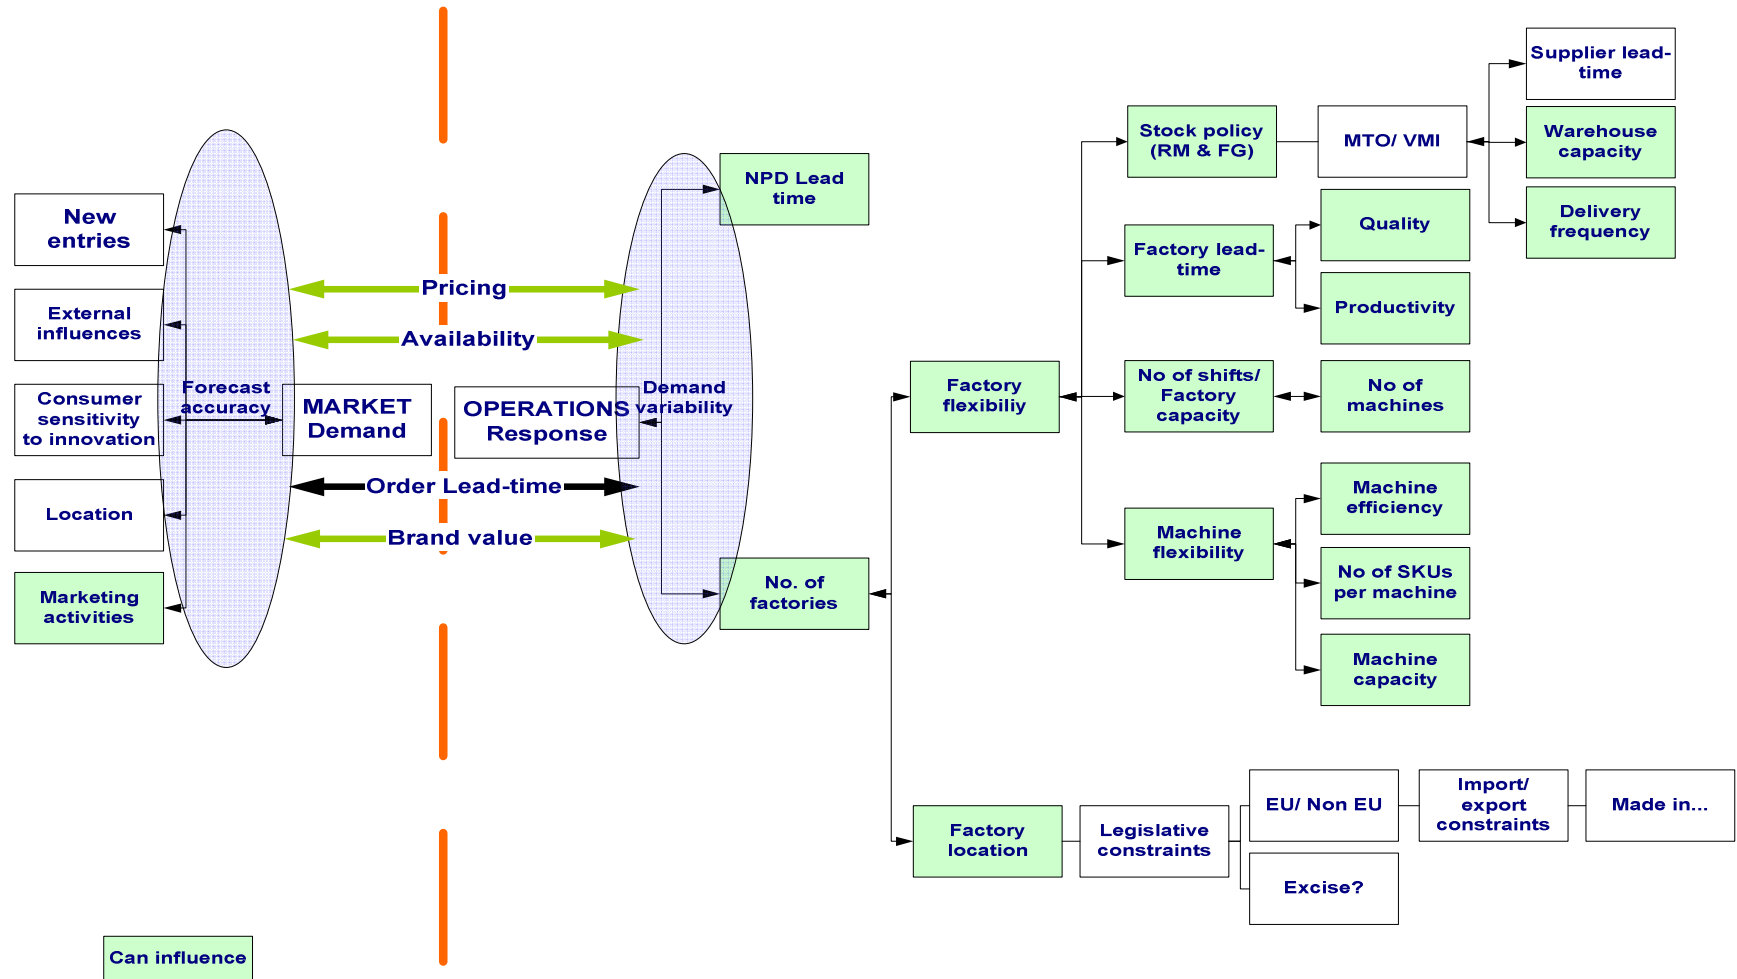 New
entries
External
influences
Consumer
sensitivity
to innovation
Location
Marketing
activities
Forecast
accuracy
MARKET
Demand
Pricing
Availability
Order Lead-time
Brand value
OPERATIONS
Response
Demand
variability
NPD Lead
time
No. of
factories
Factory
flexibiliy
Stock policy
(RM & FG)
MTO/ VMI
Supplier lead-
time
Warehouse
capacity
Delivery
frequency
Factory lead-
time
Quality
Productivity
No of shifts/
Factory
capacity
No of
machines
Machine
flexibility
Machine
efficiency
No of SKUs
per machine
Machine
capacity
Factory
location
Legislative
constraints
EU/ Non EU
Import/
export
constraints
Made in...
Excise?
Can influence